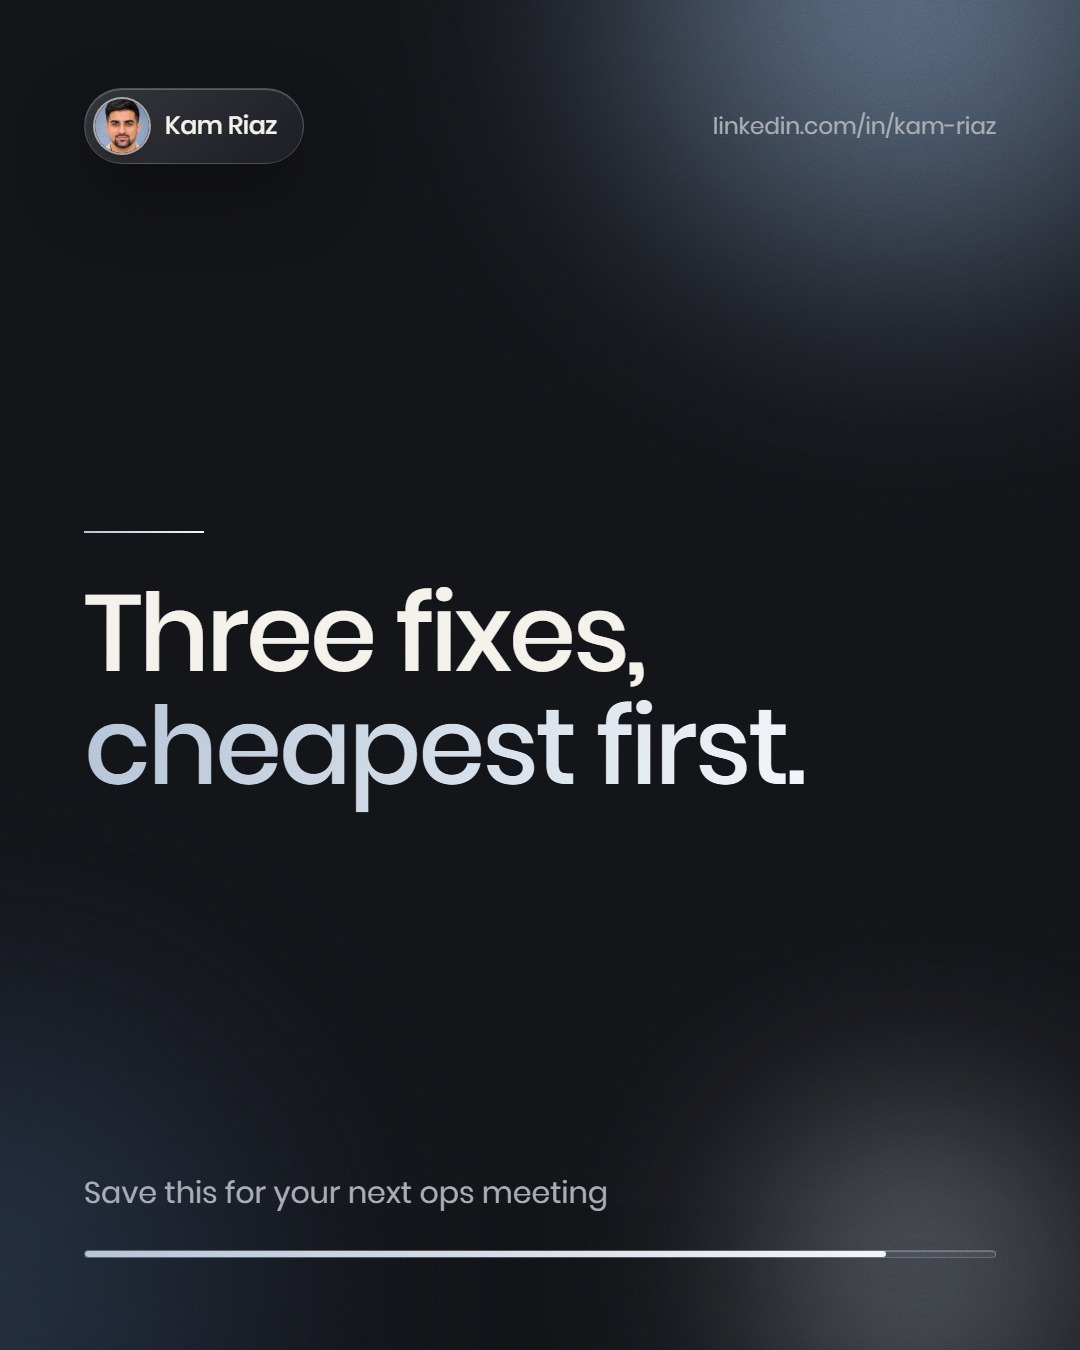 Kam Riaz
linkedin.com/in/kam-riaz
Three fixes,
cheapest first.
Save this for your next ops meeting